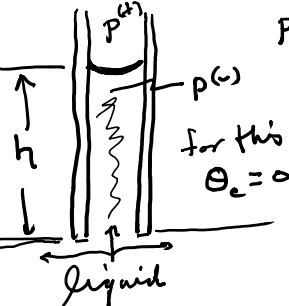 P(+)
P
P(-)
h
for this
θc = 0
liquid